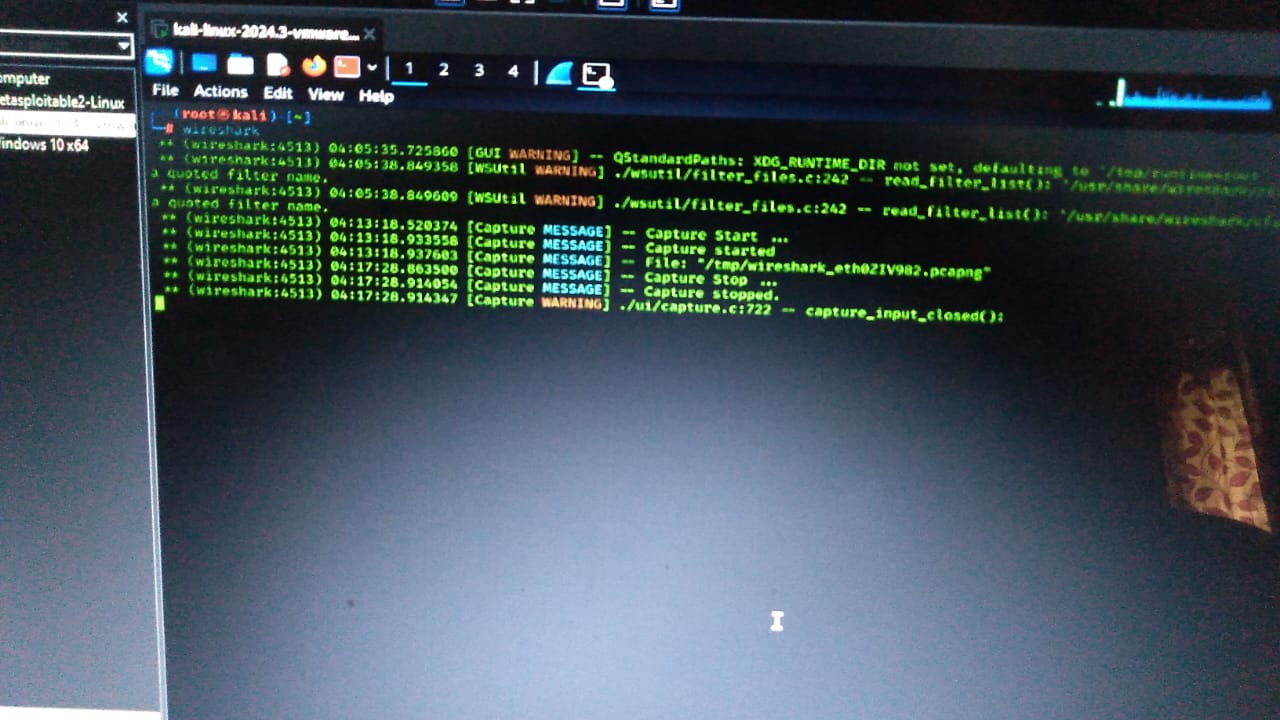 kali-linux-2024.3-vmware...
1 2 3 4
File Actions Edit View Help
omputer
etasploitable2-Linux
indows 10 x64
(root㉿kali)-[~]
# wireshark
** (wireshark:4513) 04:05:35.725860 [GUI WARNING] -- QStandardPaths: XDG_RUNTIME_DIR not set, defaulting to '/tmp/runtime-root
** (wireshark:4513) 04:05:38.849358 [WSUtil WARNING] ./wsutil/filter_files.c:242 -- read_filter_list(): '/usr/share/wireshark/
a quoted filter name.
** (wireshark:4513) 04:05:38.849609 [WSUtil WARNING] ./wsutil/filter_files.c:242 -- read_filter_list(): '/usr/share/wireshark/
a quoted filter name.
** (wireshark:4513) 04:13:18.520374 [Capture MESSAGE] -- Capture Start ...
** (wireshark:4513) 04:13:18.933558 [Capture MESSAGE] -- Capture started
** (wireshark:4513) 04:13:18.937603 [Capture MESSAGE] -- File: "/tmp/wireshark_eth0ZIV982.pcapng"
** (wireshark:4513) 04:17:28.863500 [Capture MESSAGE] -- Capture Stop ...
** (wireshark:4513) 04:17:28.914054 [Capture MESSAGE] -- Capture stopped.
** (wireshark:4513) 04:17:28.914347 [Capture WARNING] ./ui/capture.c:722 -- capture_input_closed():